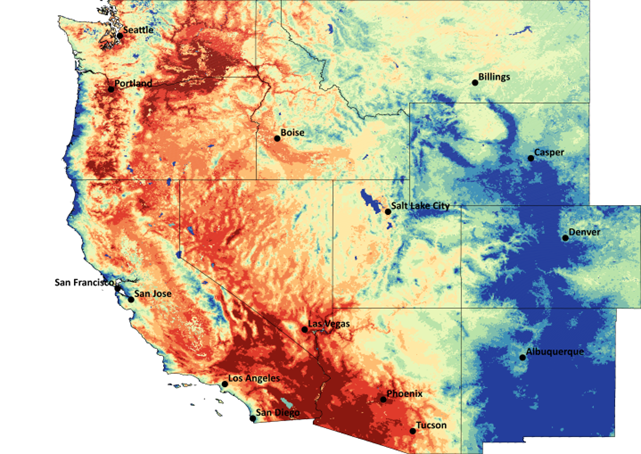 Seattle
Portland
Billings
Boise
Casper
Salt Lake City
Denver
San Francisco
San Jose
Las Vegas
Albuquerque
Los Angeles
Phoenix
San Diego
Tucson